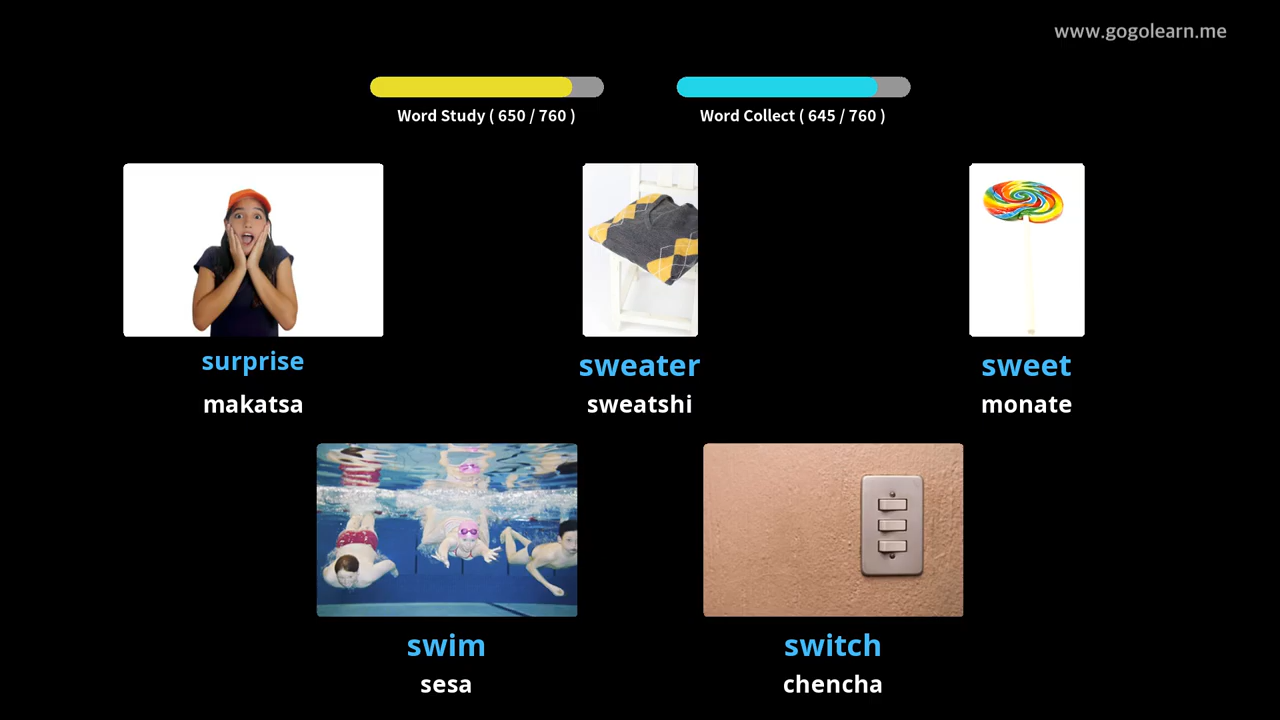 www.gogolearn.me
Word Study ( 650 / 760 )
Word Collect ( 645 / 760 )
surprise
makatsa
sweater
sweatshi
sweet
monate
swim
sesa
switch
chencha